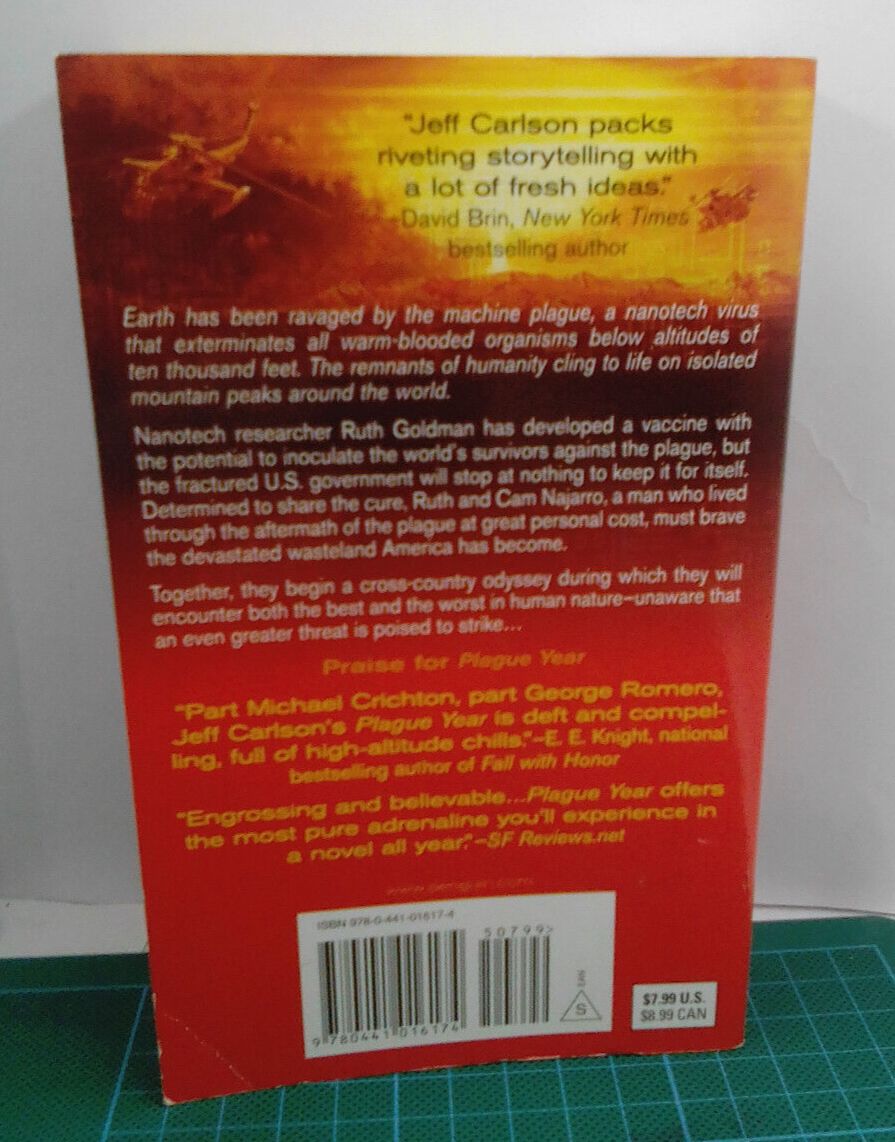 "Jeff Carlson packs
riveting storytelling with
a lot of fresh ideas."
-David Brin, New York Times
bestselling author
Earth has been ravaged by the machine plague, a nanotech virus
that exterminates all warm-blooded organisms below altitudes of
ten thousand feet. The remnants of humanity cling to life on isolated
mountain peaks around the world.
Nanotech researcher Ruth Goldman has developed a vaccine with
the potential to inoculate the world's survivors against the plague, but
the fractured U.S. government will stop at nothing to keep it for itself.
Determined to share the cure, Ruth and Cam Najarro, a man who lived
through the aftermath of the plague at great personal cost, must brave
the devastated wasteland America has become.
Together, they begin a cross-country odyssey during which they will
encounter both the best and the worst in human nature—unaware that
an even greater threat is poised to strike...
Praise for Plague Year
"Part Michael Crichton, part George Romero,
Jeff Carlson's Plague Year is deft and compel-
ling, full of high-altitude chills."—E. E. Knight, national
bestselling author of Fall with Honor
"Engrossing and believable...Plague Year offers
the most pure adrenaline you'll experience in
a novel all year."—SF Reviews.net
www.penguin.com
ISBN 978-0-441-01617-4
50799>
9 780441 016174
EAN
S
$7.99 U.S.
$8.99 CAN